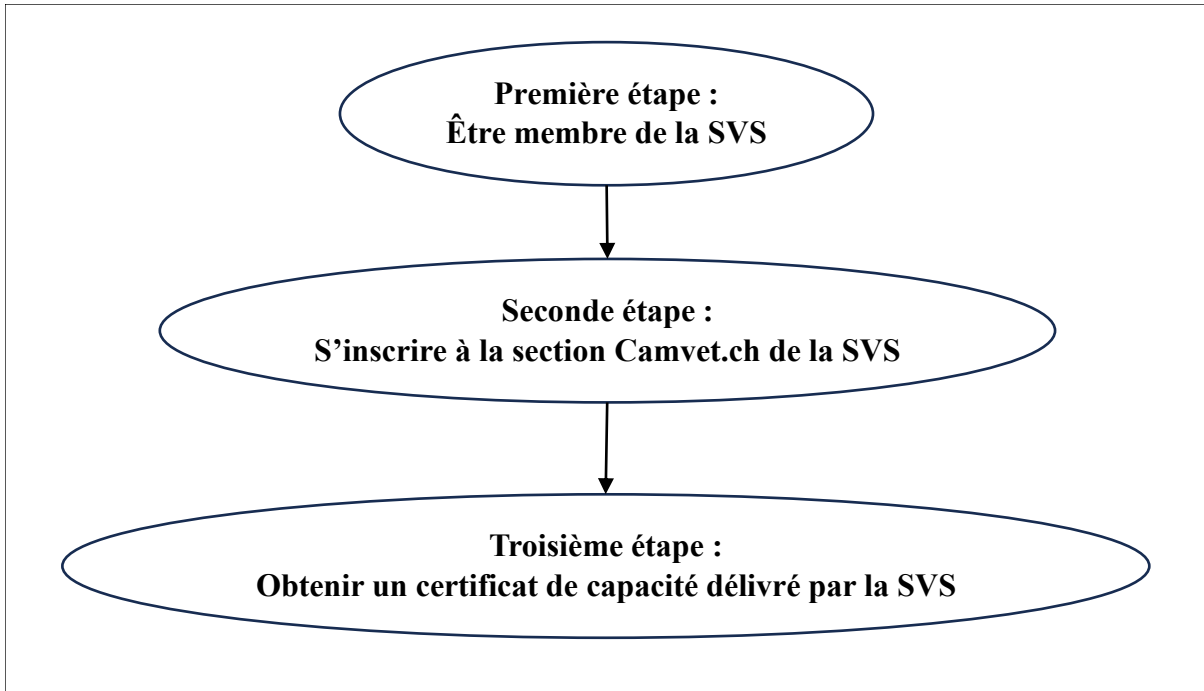 Première étape :
Être membre de la SVS
Seconde étape :
S’inscrire à la section Camvet.ch de la SVS
Troisième étape :
Obtenir un certificat de capacité délivré par la SVS